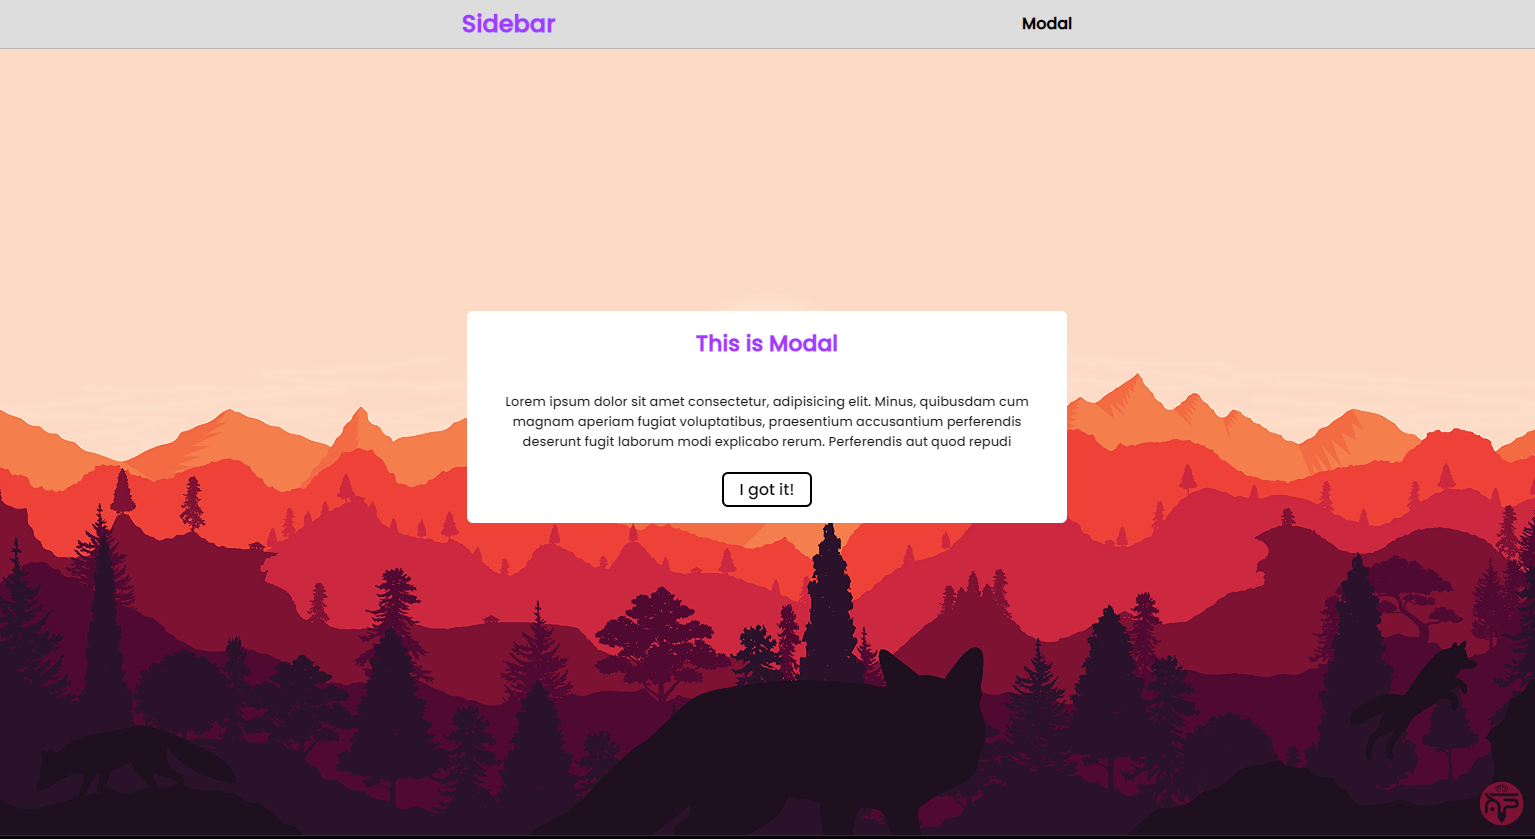 Sidebar
Modal
This is Modal
Lorem ipsum dolor sit amet consectetur, adipisicing elit. Minus, quibusdam cum
magnam aperiam fugiat voluptatibus, praesentium accusantium perferendis
deserunt fugit laborum modi explicabo rerum. Perferendis aut quod repudi
I got it!